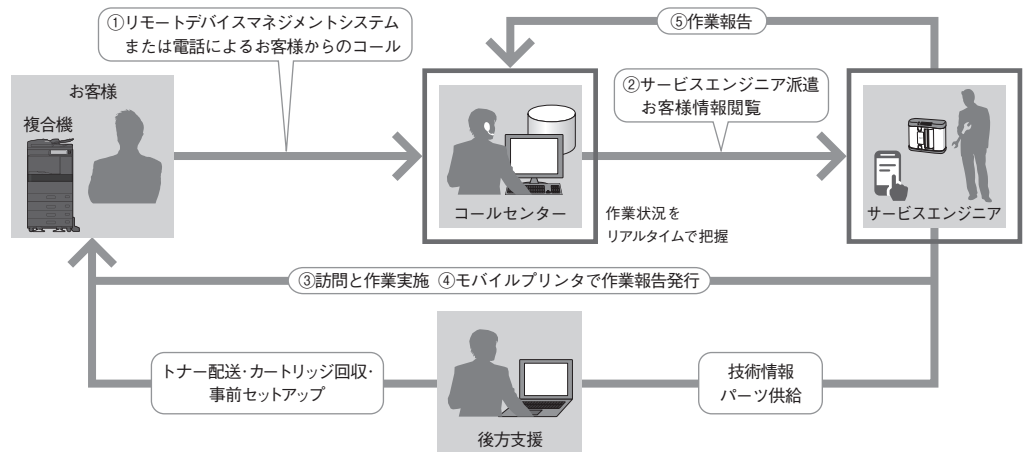 ①リモートデバイスマネジメントシステム
または電話によるお客様からのコール
⑤作業報告
②サービスエンジニア派遣
お客様情報閲覧
お客様
複合機
コールセンター
作業状況を
リアルタイムで把握
サービスエンジニア
③訪問と作業実施 ④モバイルプリンタで作業報告発行
トナー配送・カートリッジ回収・
事前セットアップ
技術情報
パーツ供給
後方支援